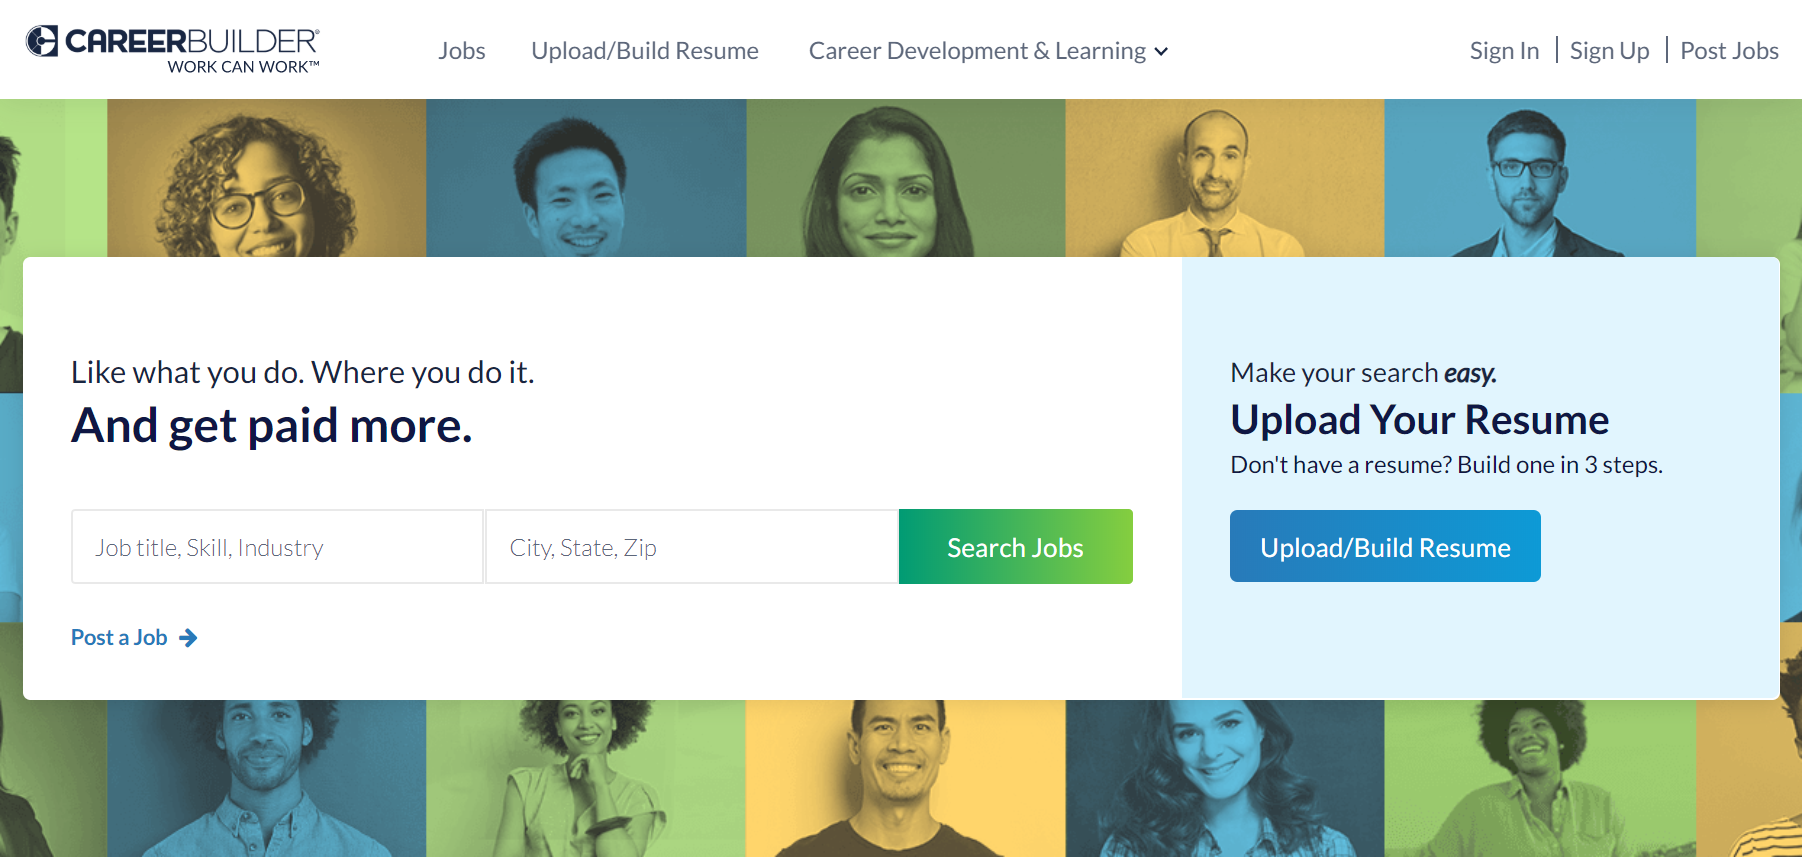 CAREERBUILDER®
WORK CAN WORK™
Jobs
Upload/Build Resume
Career Development & Learning
Sign In
Sign Up
Post Jobs
Like what you do. Where you do it.
And get paid more.
Job title, Skill, Industry
City, State, Zip
Search Jobs
Post a Job
Make your search easy.
Upload Your Resume
Don't have a resume? Build one in 3 steps.
Upload/Build Resume